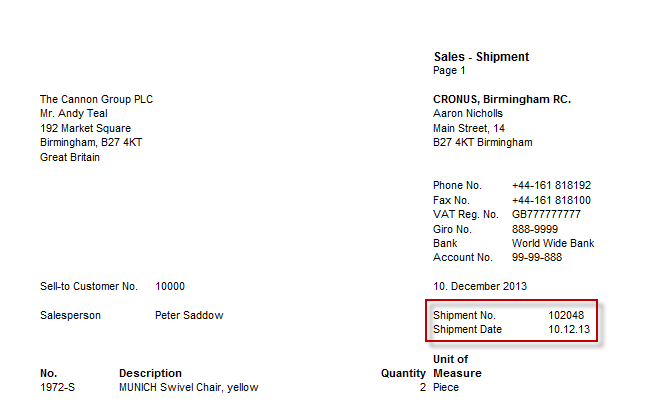 Sales - Shipment
Page 1
The Cannon Group PLC
Mr. Andy Teal
192 Market Square
Birmingham, B27 4KT
Great Britain
CRONUS, Birmingham RC.
Aaron Nicholls
Main Street, 14
B27 4KT Birmingham
Phone No. +44-161 818192
Fax No. +44-161 818100
VAT Reg. No. GB777777777
Giro No. 888-9999
Bank World Wide Bank
Account No. 99-99-888
Sell-to Customer No. 10000
10. December 2013
Salesperson Peter Saddow
Shipment No. 102048
Shipment Date 10.12.13
No. Description Quantity Unit of Measure
1972-S MUNICH Swivel Chair, yellow 2 Piece